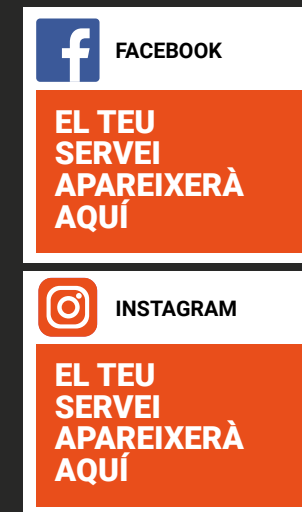 FACEBOOK
EL TEU
SERVEI
APAREIXERÀ
AQUÍ
INSTAGRAM
EL TEU
SERVEI
APAREIXERÀ
AQUÍ